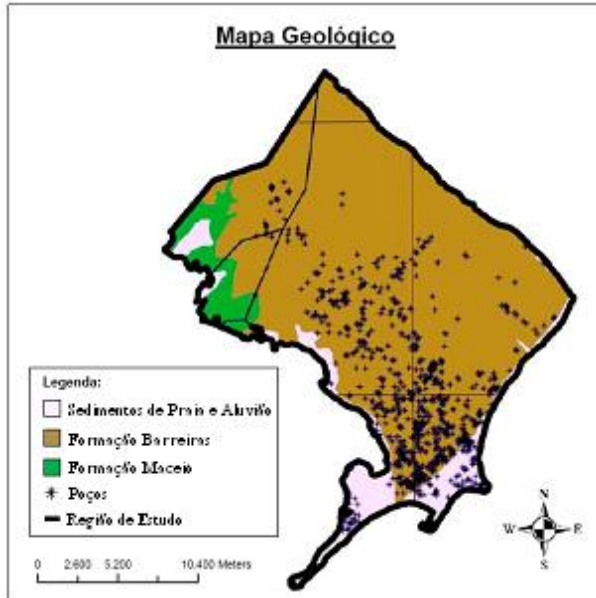 Mapa Geológico
Legenda:
Sedimentos de Praia e Aluvião
Formação Barreiras
Formação Maceió
Poços
Região de Estudo
0 2.600 5.200 10.400 Meters
N
W E
S